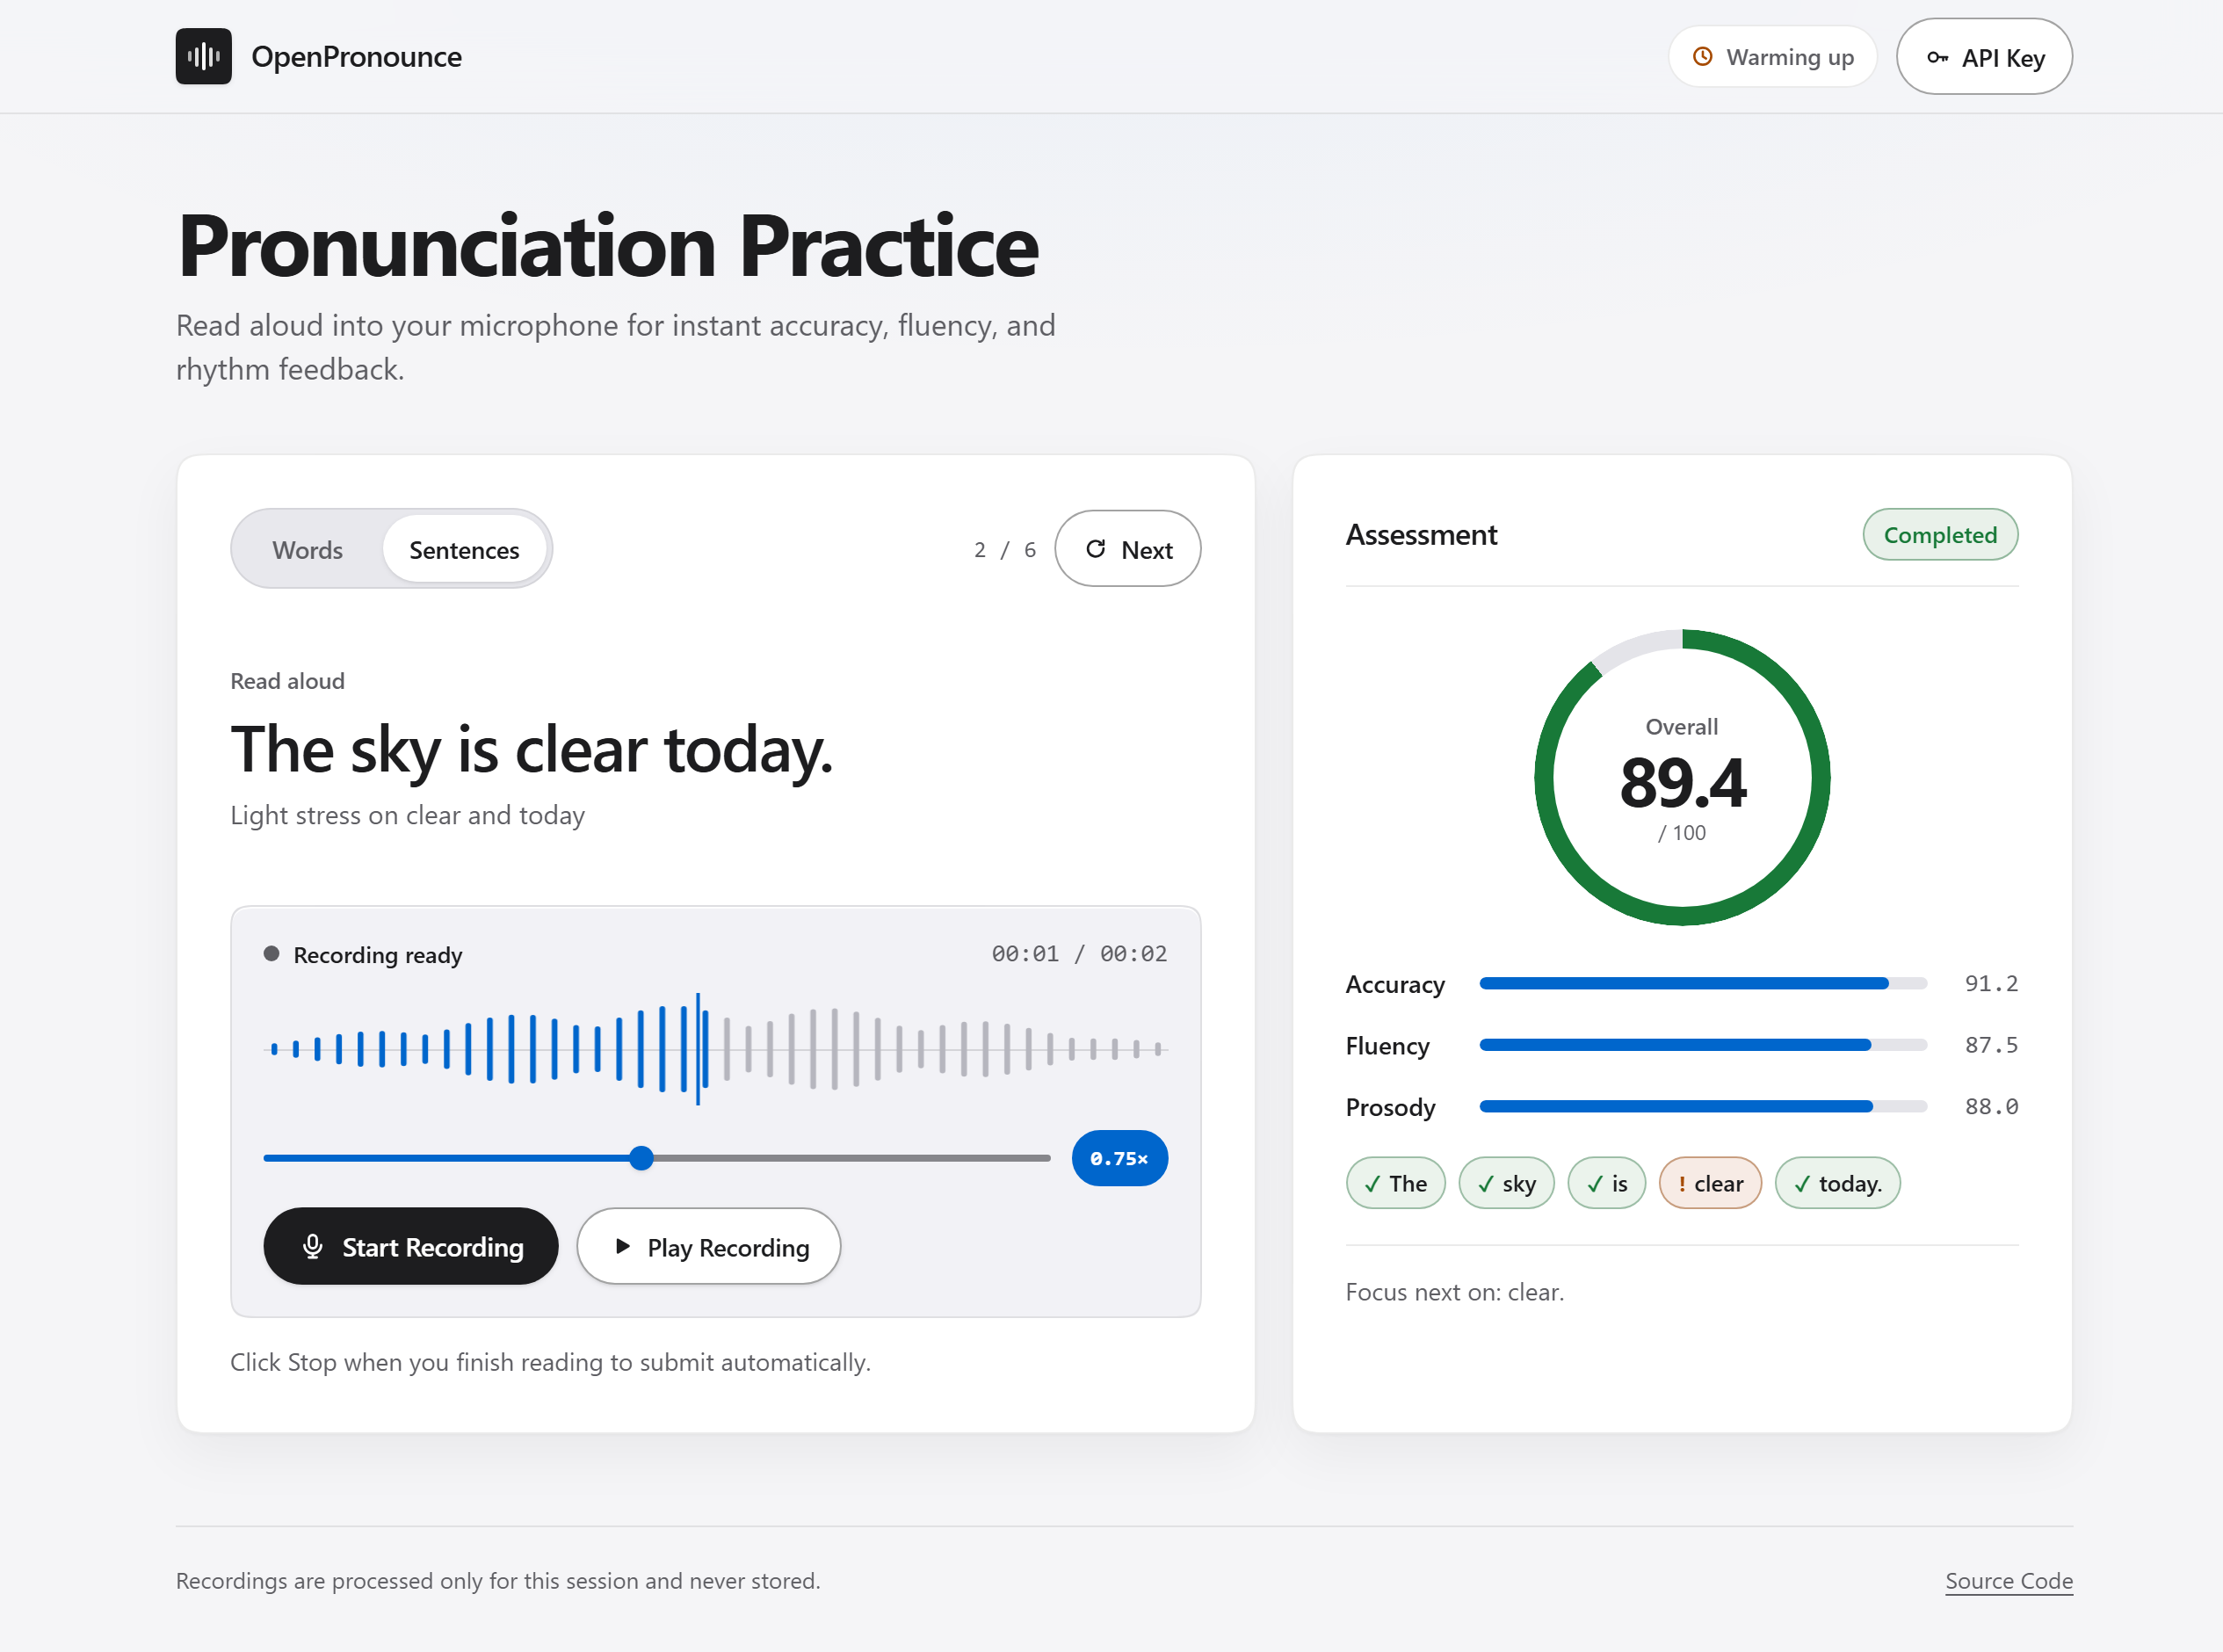 OpenPronounce
Warming up
API Key
Pronunciation Practice
Read aloud into your microphone for instant accuracy, fluency, and
rhythm feedback.
Words
Sentences
2 / 6
Next
Read aloud
The sky is clear today.
Light stress on clear and today
Recording ready
00:01 / 00:02
0.75×
Start Recording
Play Recording
Click Stop when you finish reading to submit automatically.
Assessment
Completed
Overall
89.4
/ 100
Accuracy 91.2
Fluency 87.5
Prosody 88.0
✓ The ✓ sky ✓ is ! clear ✓ today.
Focus next on: clear.
Recordings are processed only for this session and never stored.
Source Code